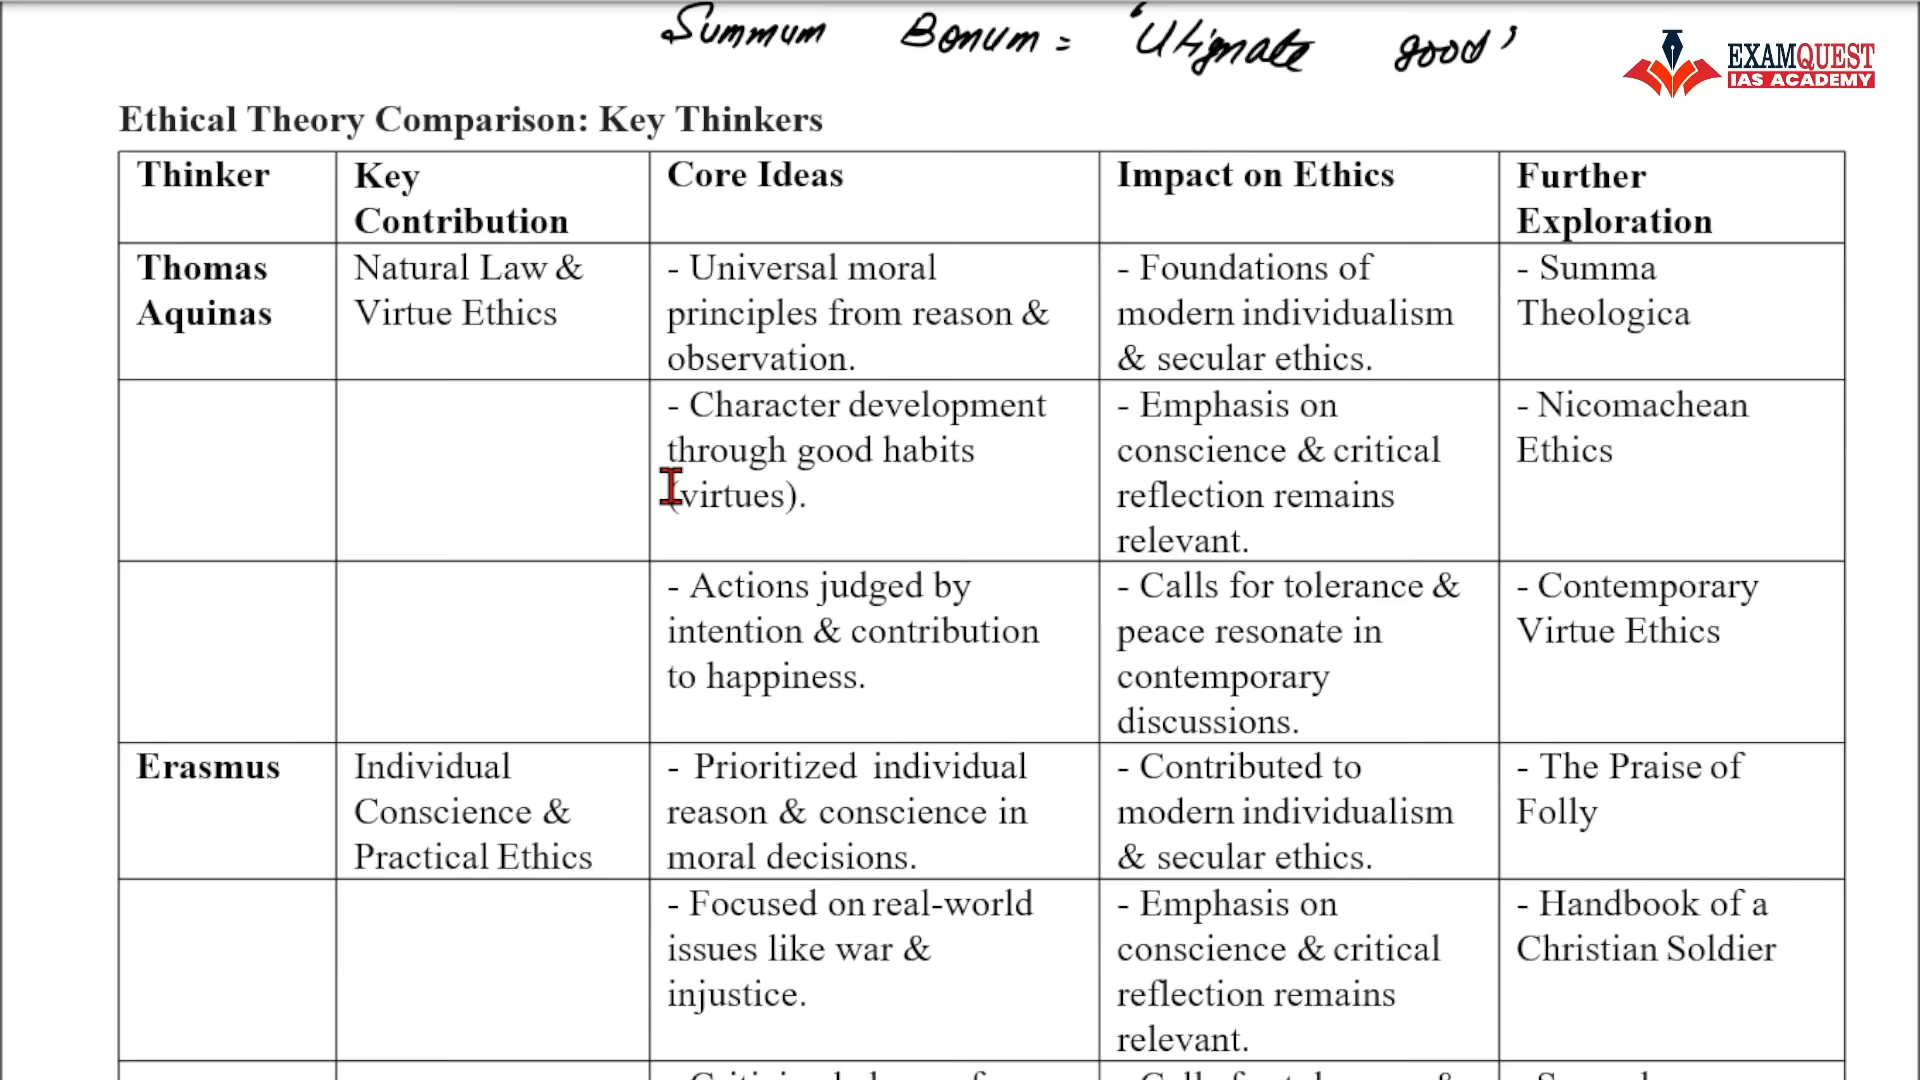 Summum Bonum = 'Utignate good'
EXAMQUEST
IAS ACADEMY
Ethical Theory Comparison: Key Thinkers
Thinker
Key
Contribution
Core Ideas
Impact on Ethics
Further
Exploration
Thomas
Aquinas
Natural Law &
Virtue Ethics
- Universal moral
principles from reason &
observation.
- Foundations of
modern individualism
& secular ethics.
- Summa
Theologica
- Character development
through good habits
(virtues).
- Emphasis on
conscience & critical
reflection remains
relevant.
- Nicomachean
Ethics
- Actions judged by
intention & contribution
to happiness.
- Calls for tolerance &
peace resonate in
contemporary
discussions.
- Contemporary
Virtue Ethics
Erasmus
Individual
Conscience &
Practical Ethics
- Prioritized individual
reason & conscience in
moral decisions.
- Contributed to
modern individualism
& secular ethics.
- The Praise of
Folly
- Focused on real-world
issues like war &
injustice.
- Emphasis on
conscience & critical
reflection remains
relevant.
- Handbook of a
Christian Soldier